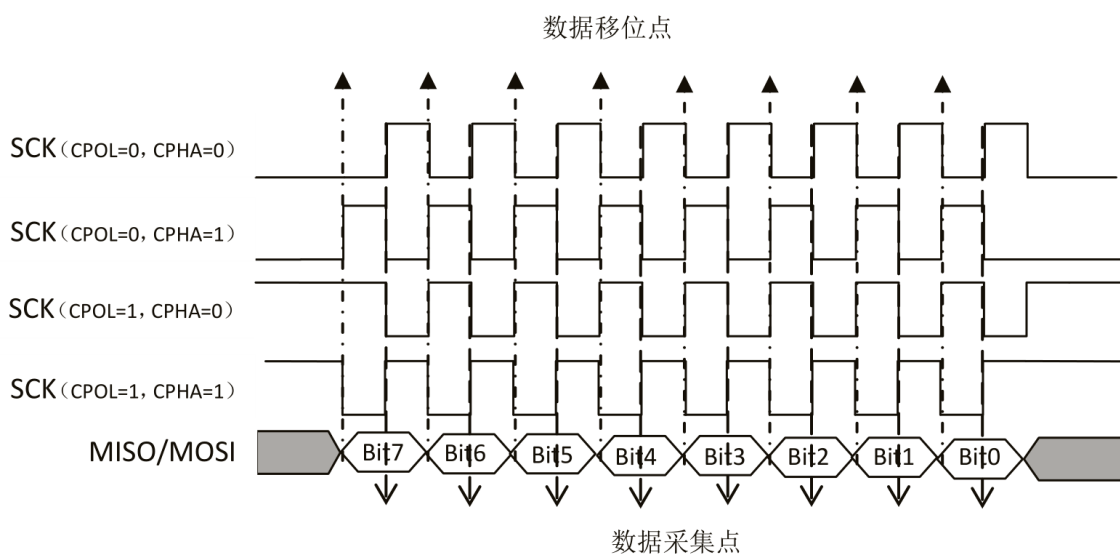 数据移位点
SCK（CPOL=0，CPHA=0）
SCK（CPOL=0，CPHA=1）
SCK（CPOL=1，CPHA=0）
SCK（CPOL=1，CPHA=1）
MISO/MOSI Bit7 Bit6 Bit5 Bit4 Bit3 Bit2 Bit1 Bit0
数据采集点